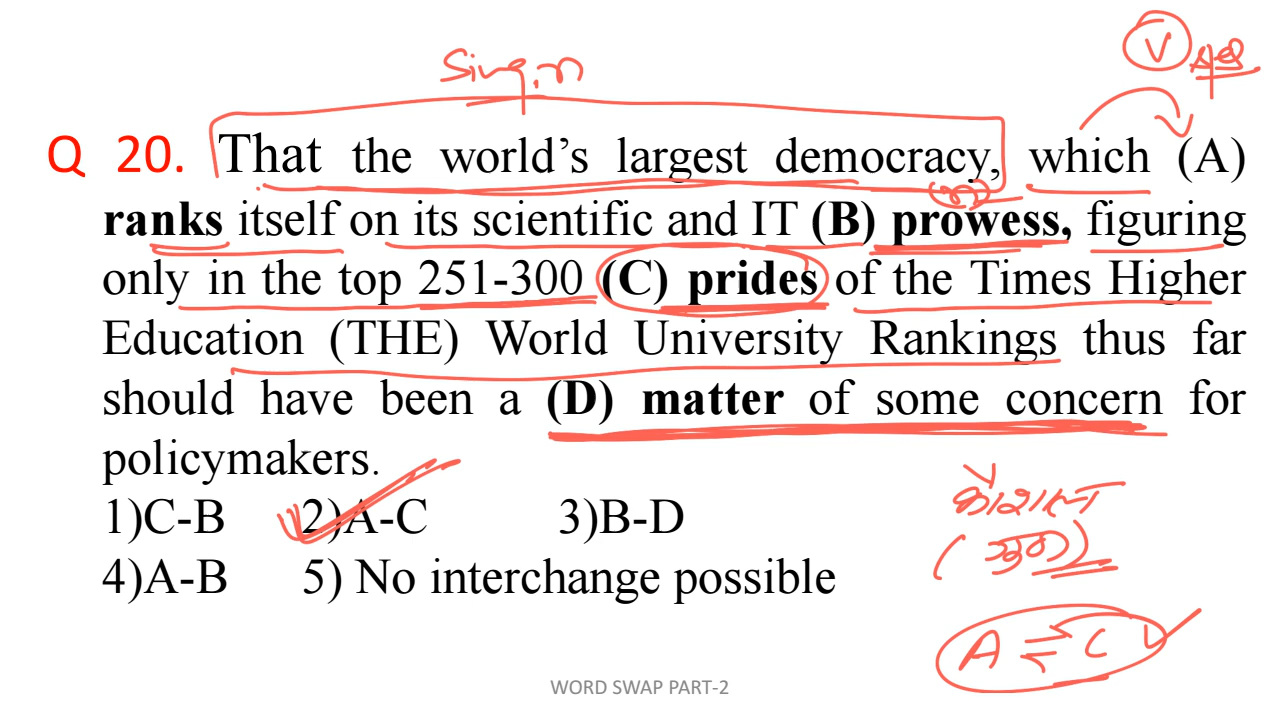 Sing. n
V
Q 20. That the world's largest democracy, which (A)
(n)
ranks itself on its scientific and IT (B) prowess, figuring
only in the top 251-300 (C) prides of the Times Higher
Education (THE) World University Rankings thus far
should have been a (D) matter of some concern for
policymakers.
1)C-B 2)A-C 3)B-D
कौशल
4)A-B 5) No interchange possible
A ⇌ C
WORD SWAP PART-2